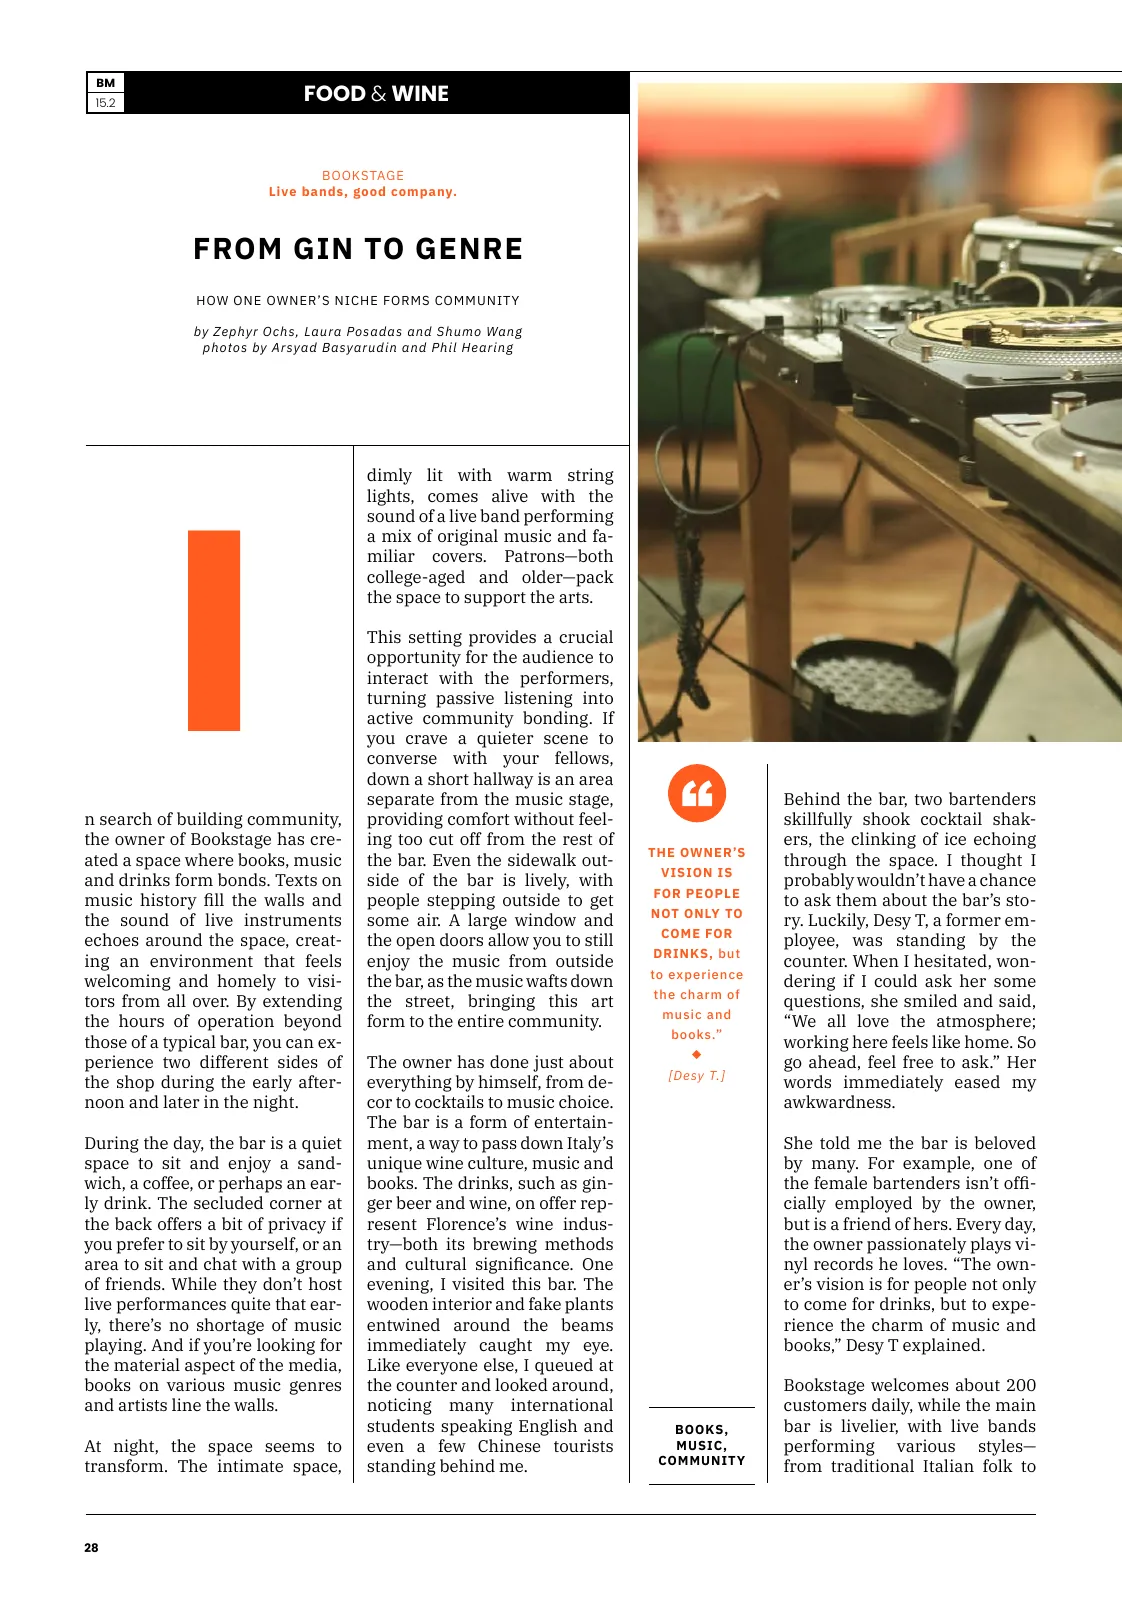 BM
15.2
FOOD & WINE
BOOKSTAGE
Live bands, good company.
FROM GIN TO GENRE
HOW ONE OWNER’S NICHE FORMS COMMUNITY
by Zephyr Ochs, Laura Posadas and Shumo Wang
photos by Arsyad Basyarudin and Phil Hearing
I
n search of building community,
the owner of Bookstage has cre-
ated a space where books, music
and drinks form bonds. Texts on
music history fill the walls and
the sound of live instruments
echoes around the space, creat-
ing an environment that feels
welcoming and homely to visi-
tors from all over. By extending
the hours of operation beyond
those of a typical bar, you can ex-
perience two different sides of
the shop during the early after-
noon and later in the night.
During the day, the bar is a quiet
space to sit and enjoy a sand-
wich, a coffee, or perhaps an ear-
ly drink. The secluded corner at
the back offers a bit of privacy if
you prefer to sit by yourself, or an
area to sit and chat with a group
of friends. While they don’t host
live performances quite that ear-
ly, there’s no shortage of music
playing. And if you’re looking for
the material aspect of the media,
books on various music genres
and artists line the walls.
At night, the space seems to
transform. The intimate space,
dimly lit with warm string
lights, comes alive with the
sound of a live band performing
a mix of original music and fa-
miliar covers. Patrons—both
college-aged and older—pack
the space to support the arts.
This setting provides a crucial
opportunity for the audience to
interact with the performers,
turning passive listening into
active community bonding. If
you crave a quieter scene to
converse with your fellows,
down a short hallway is an area
separate from the music stage,
providing comfort without feel-
ing too cut off from the rest of
the bar. Even the sidewalk out-
side of the bar is lively, with
people stepping outside to get
some air. A large window and
the open doors allow you to still
enjoy the music from outside
the bar, as the music wafts down
the street, bringing this art
form to the entire community.
The owner has done just about
everything by himself, from de-
cor to cocktails to music choice.
The bar is a form of entertain-
ment, a way to pass down Italy’s
unique wine culture, music and
books. The drinks, such as gin-
ger beer and wine, on offer rep-
resent Florence’s wine indus-
try—both its brewing methods
and cultural significance. One
evening, I visited this bar. The
wooden interior and fake plants
entwined around the beams
immediately caught my eye.
Like everyone else, I queued at
the counter and looked around,
noticing many international
students speaking English and
even a few Chinese tourists
standing behind me.
“
THE OWNER’S
VISION IS
FOR PEOPLE
NOT ONLY TO
COME FOR
DRINKS, but
to experience
the charm of
music and
books.”
[Desy T.]
BOOKS,
MUSIC,
COMMUNITY
Behind the bar, two bartenders
skillfully shook cocktail shak-
ers, the clinking of ice echoing
through the space. I thought I
probably wouldn’t have a chance
to ask them about the bar’s sto-
ry. Luckily, Desy T, a former em-
ployee, was standing by the
counter. When I hesitated, won-
dering if I could ask her some
questions, she smiled and said,
“We all love the atmosphere;
working here feels like home. So
go ahead, feel free to ask.” Her
words immediately eased my
awkwardness.
She told me the bar is beloved
by many. For example, one of
the female bartenders isn’t offi-
cially employed by the owner,
but is a friend of hers. Every day,
the owner passionately plays vi-
nyl records he loves. “The own-
er’s vision is for people not only
to come for drinks, but to expe-
rience the charm of music and
books,” Desy T explained.
Bookstage welcomes about 200
customers daily, while the main
bar is livelier, with live bands
performing various styles—
from traditional Italian folk to
28